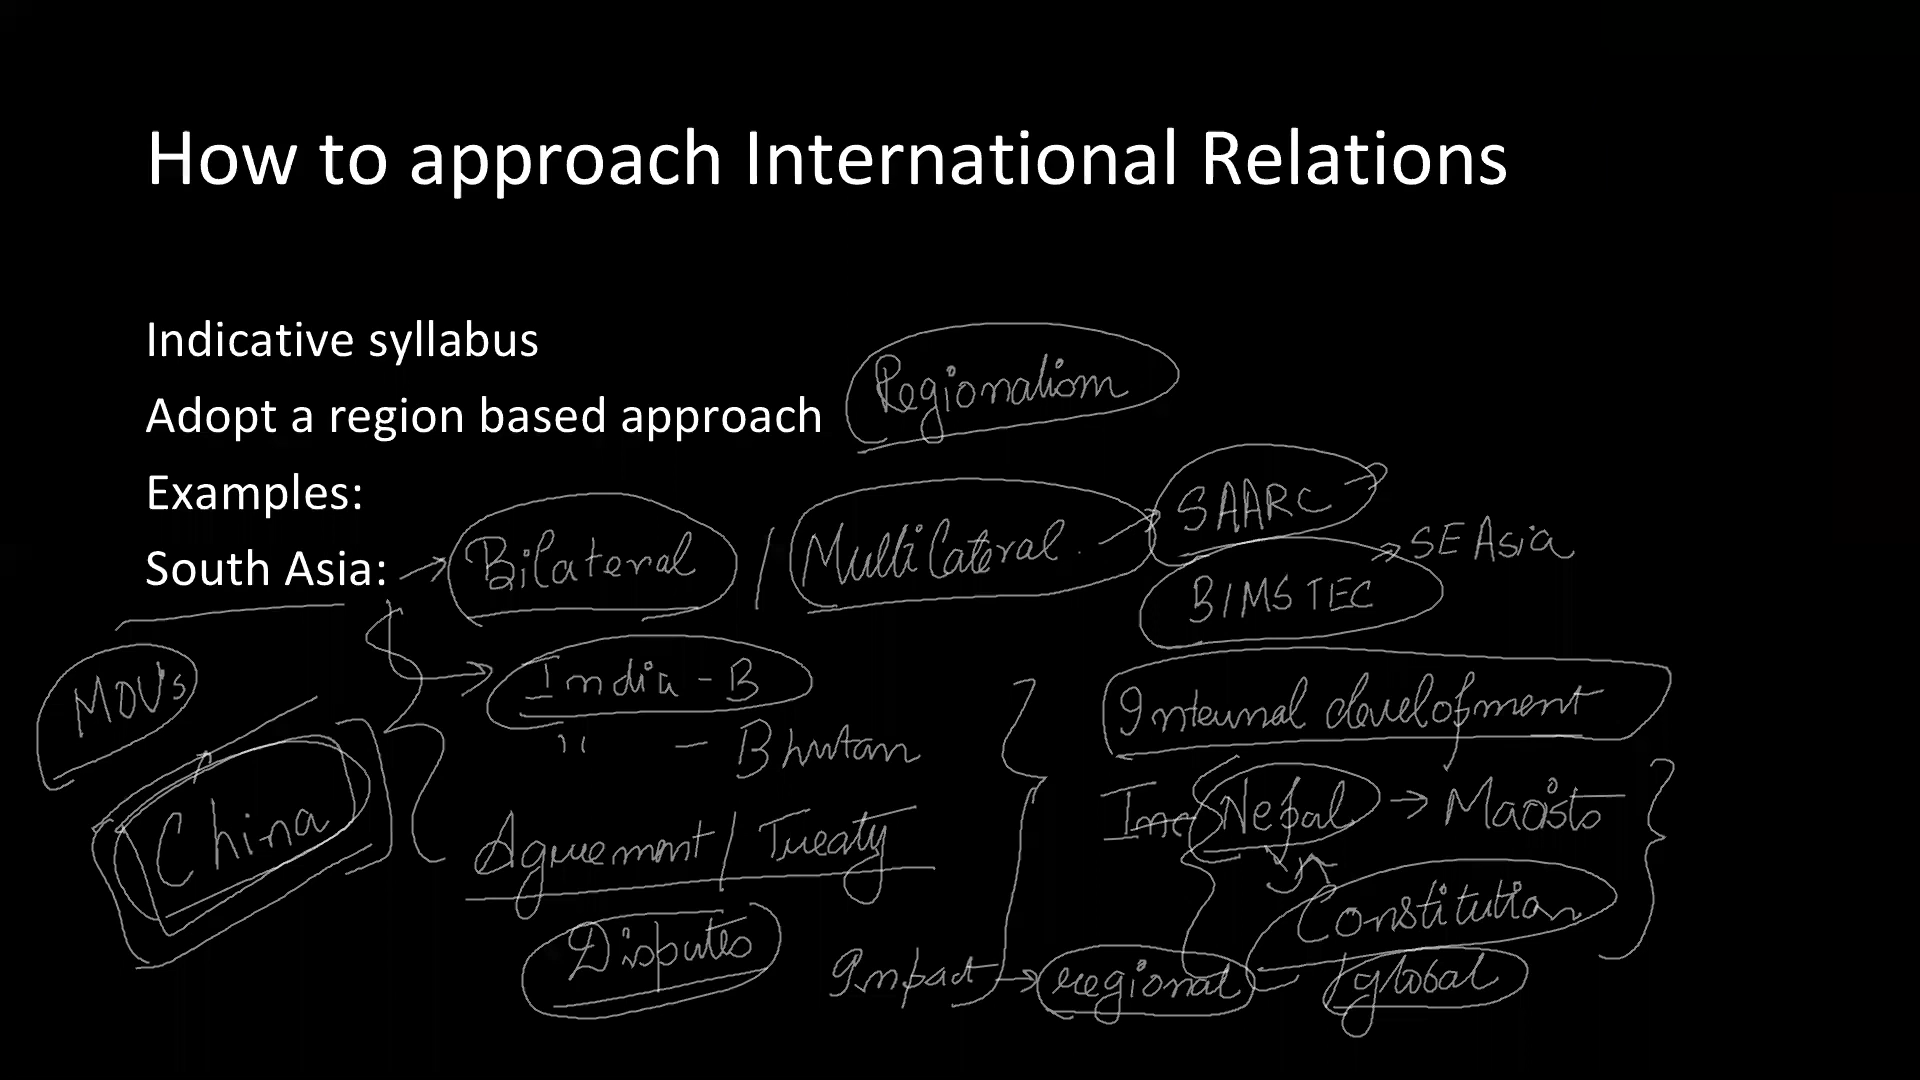 How to approach International Relations
Indicative syllabus
Adopt a region based approach Regionalism
Examples:
South Asia: → Bilateral / Multilateral → SAARC
BIMSTEC → SE Asia
MOU's India - B Internal development
" - Bhutan
China Agreement / Treaty Nepal → Maoists
Constitution
Disputes Impact → regional global